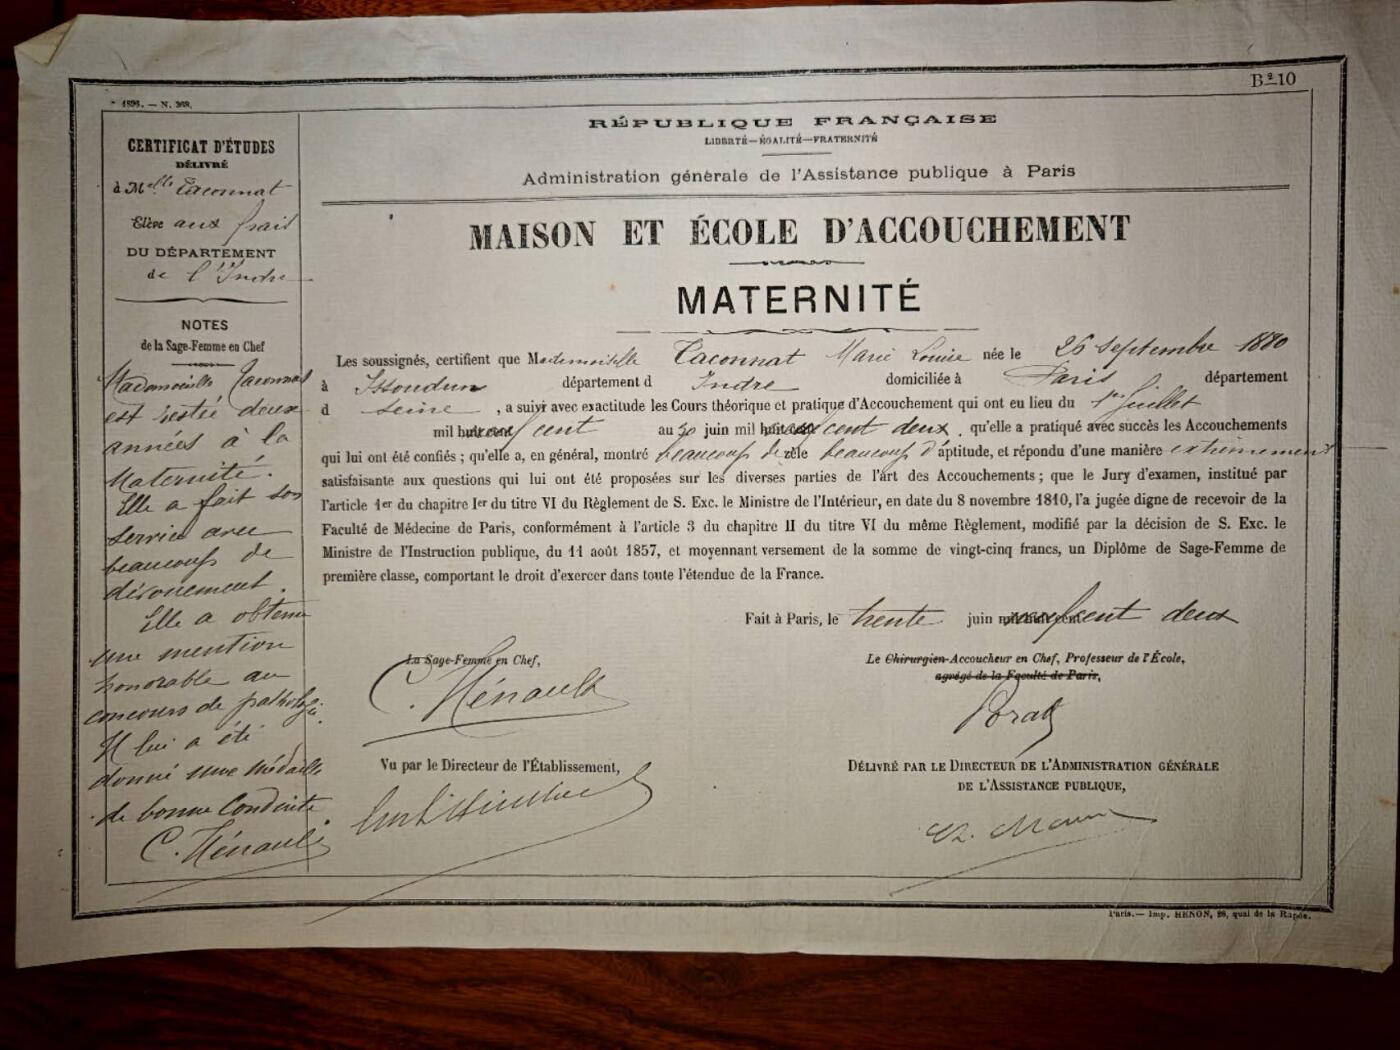 B⁹ 10
1896. — N. 368.
CERTIFICAT D'ÉTUDES
DÉLIVRÉ
à Melle Taconnat
Elève aux frais
DU DÉPARTEMENT
de l'Indre
NOTES
de la Sage-Femme en Chef
Mademoiselle Taconnat
est restée deux
années à la
Maternité.
Elle a fait son
service avec
beaucoup de
dévouement.
Elle a obtenu
une mention
honorable au
concours de pathologie.
Il lui a été
donné une médaille
de bonne Conduite
C. Hénault
RÉPUBLIQUE FRANÇAISE
LIBERTÉ—ÉGALITÉ—FRATERNITÉ
Administration générale de l'Assistance publique à Paris
MAISON ET ÉCOLE D'ACCOUCHEMENT
MATERNITÉ
Les soussignés, certifient que Mademoiselle Taconnat Marie Louise née le 26 Septembre 1880
à Issoudun département d Indre domiciliée à Paris département
d Seine, a suivi avec exactitude les Cours théorique et pratique d'Accouchement qui ont eu lieu du 1er Juillet
mil neuf cent au 30 juin mil neuf cent deux, qu'elle a pratiqué avec succès les Accouchements
qui lui ont été confiés ; qu'elle a, en général, montré beaucoup de zèle beaucoup d'aptitude, et répondu d'une manière extrêmement
satisfaisante aux questions qui lui ont été proposées sur les diverses parties de l'art des Accouchements ; que le Jury d'examen, institué par
l'article 1er du chapitre Ier du titre VI du Règlement de S. Exc. le Ministre de l'Intérieur, en date du 8 novembre 1810, l'a jugée digne de recevoir de la
Faculté de Médecine de Paris, conformément à l'article 3 du chapitre II du titre VI du même Règlement, modifié par la décision de S. Exc. le
Ministre de l'Instruction publique, du 11 août 1857, et moyennant versement de la somme de vingt-cinq francs, un Diplôme de Sage-Femme de
première classe, comportant le droit d'exercer dans toute l'étendue de la France.
Fait à Paris, le trente juin neuf cent deux
La Sage-Femme en Chef,
C. Hénault
Le Chirurgien-Accoucheur en Chef, Professeur de l'École,
agrégé de la Faculté de Paris,
Porak
Vu par le Directeur de l'Établissement,
DÉLIVRÉ PAR LE DIRECTEUR DE L'ADMINISTRATION GÉNÉRALE
DE L'ASSISTANCE PUBLIQUE,
Paris.— Imp. HENON, 28, quai de la Rapée.